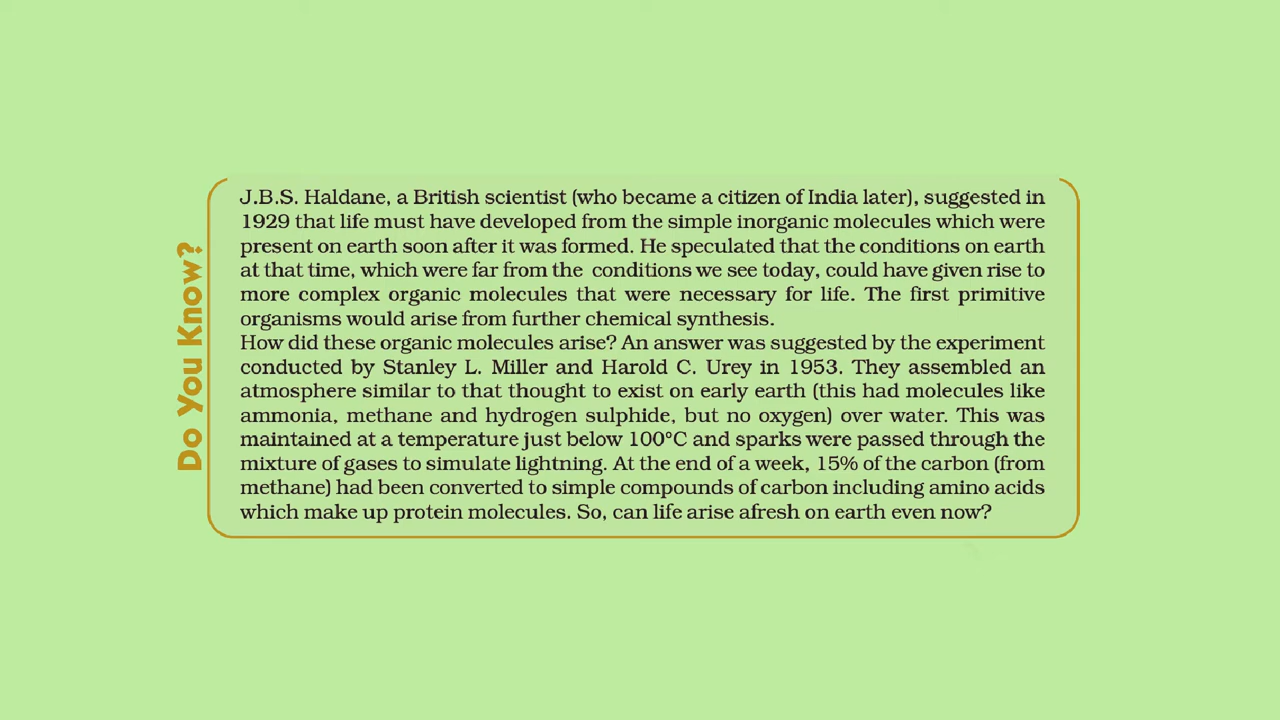 Do You Know?
J.B.S. Haldane, a British scientist (who became a citizen of India later), suggested in
1929 that life must have developed from the simple inorganic molecules which were
present on earth soon after it was formed. He speculated that the conditions on earth
at that time, which were far from the conditions we see today, could have given rise to
more complex organic molecules that were necessary for life. The first primitive
organisms would arise from further chemical synthesis.
How did these organic molecules arise? An answer was suggested by the experiment
conducted by Stanley L. Miller and Harold C. Urey in 1953. They assembled an
atmosphere similar to that thought to exist on early earth (this had molecules like
ammonia, methane and hydrogen sulphide, but no oxygen) over water. This was
maintained at a temperature just below 100°C and sparks were passed through the
mixture of gases to simulate lightning. At the end of a week, 15% of the carbon (from
methane) had been converted to simple compounds of carbon including amino acids
which make up protein molecules. So, can life arise afresh on earth even now?